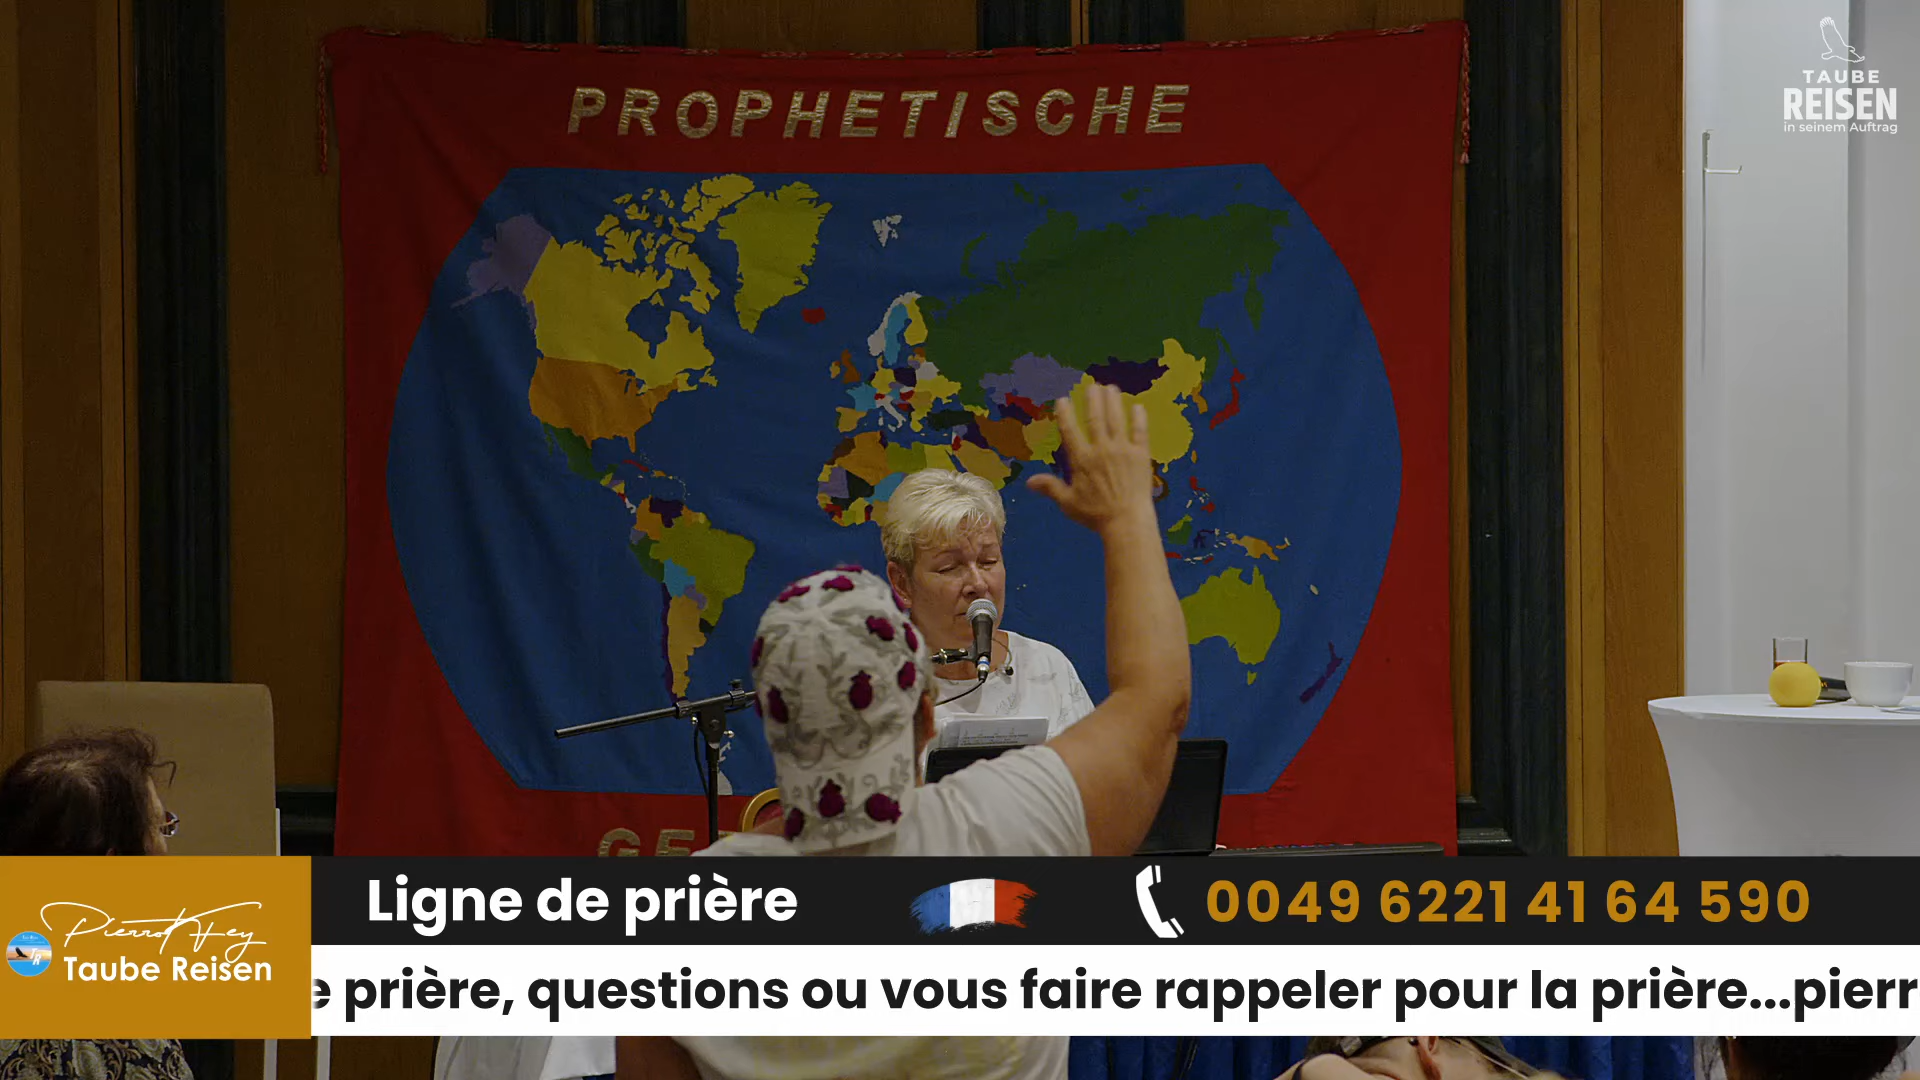 PROPHETISCHE
TAUBE
REISEN
in seinem Auftrag
GE
Ligne de prière
0049 6221 41 64 590
Pierrot Fey
Taube Reisen
e prière, questions ou vous faire rappeler pour la prière...pierr